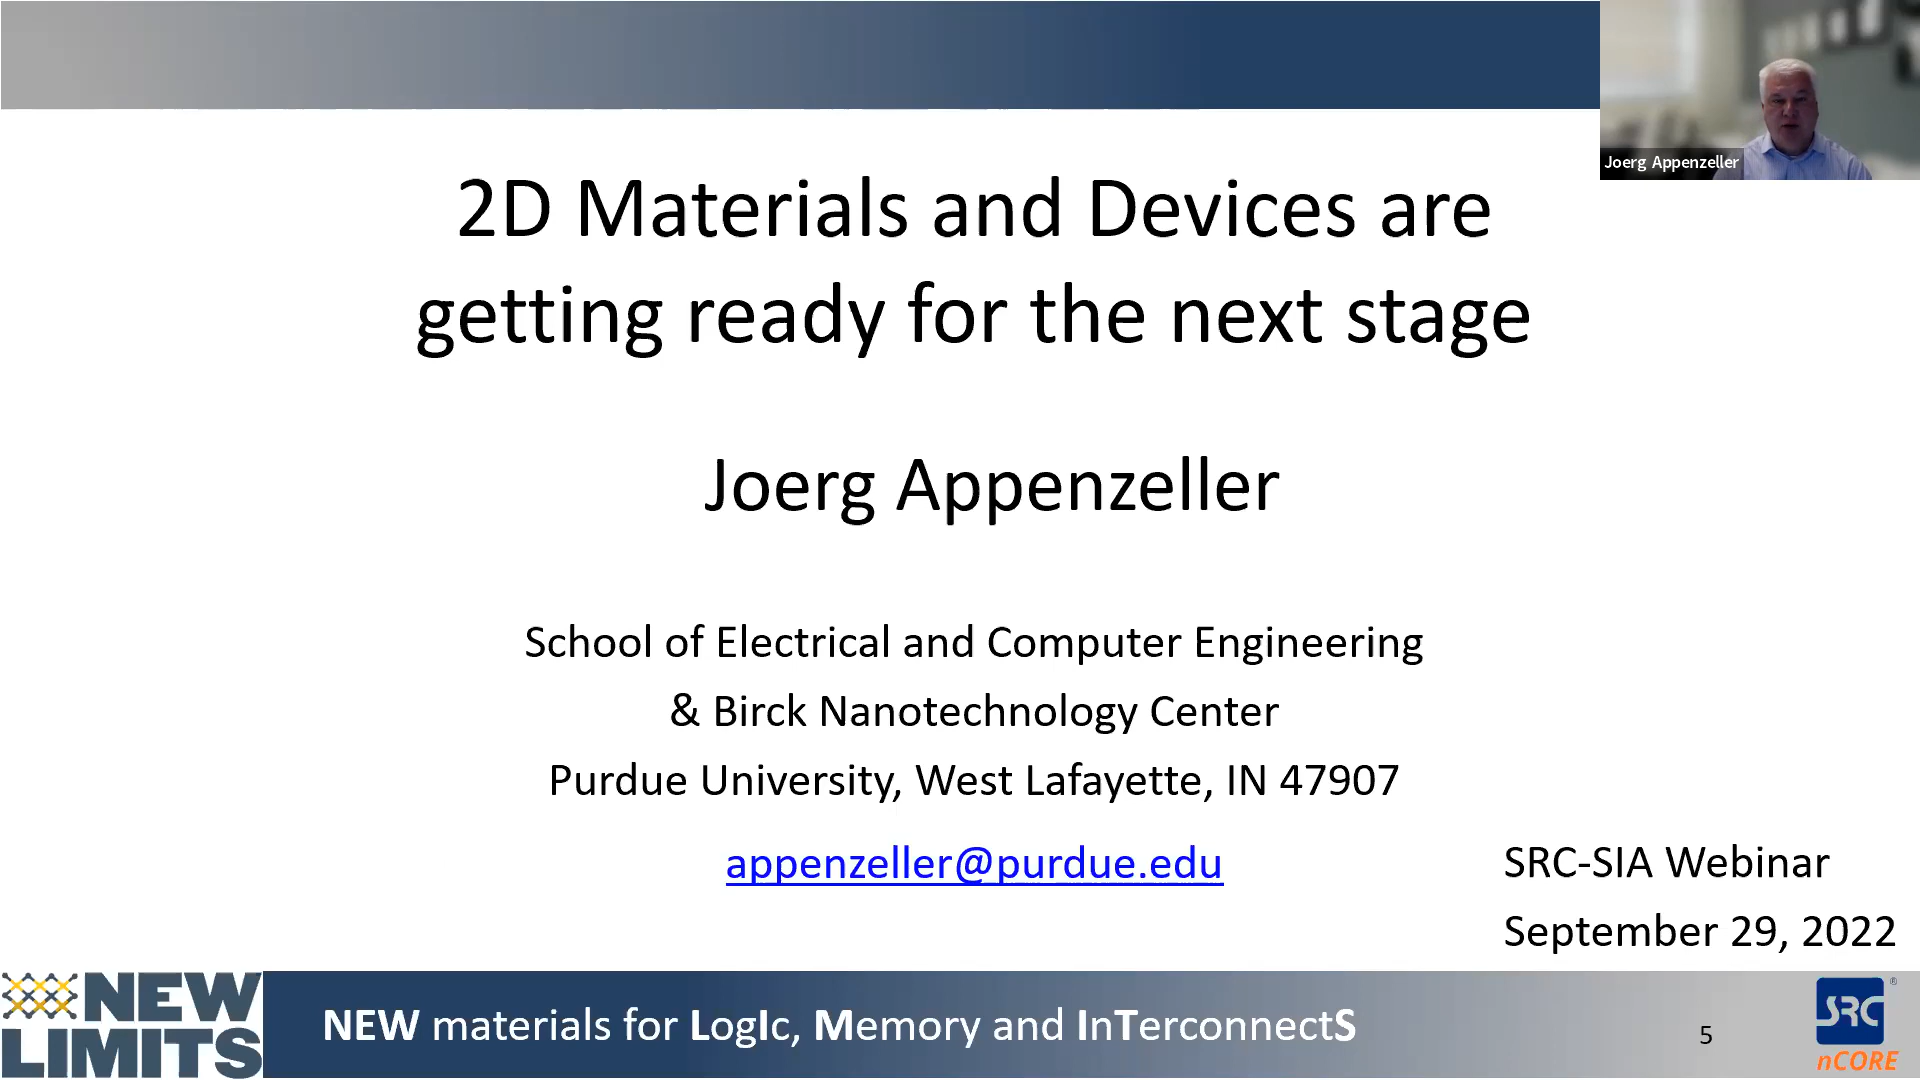 Joerg Appenzeller
2D Materials and Devices are
getting ready for the next stage
Joerg Appenzeller
School of Electrical and Computer Engineering
& Birck Nanotechnology Center
Purdue University, West Lafayette, IN 47907
appenzeller@purdue.edu
SRC-SIA Webinar
September 29, 2022
NEW
LIMITS
NEW materials for LogIc, Memory and InTerconnectS
5
SRC®
nCORE